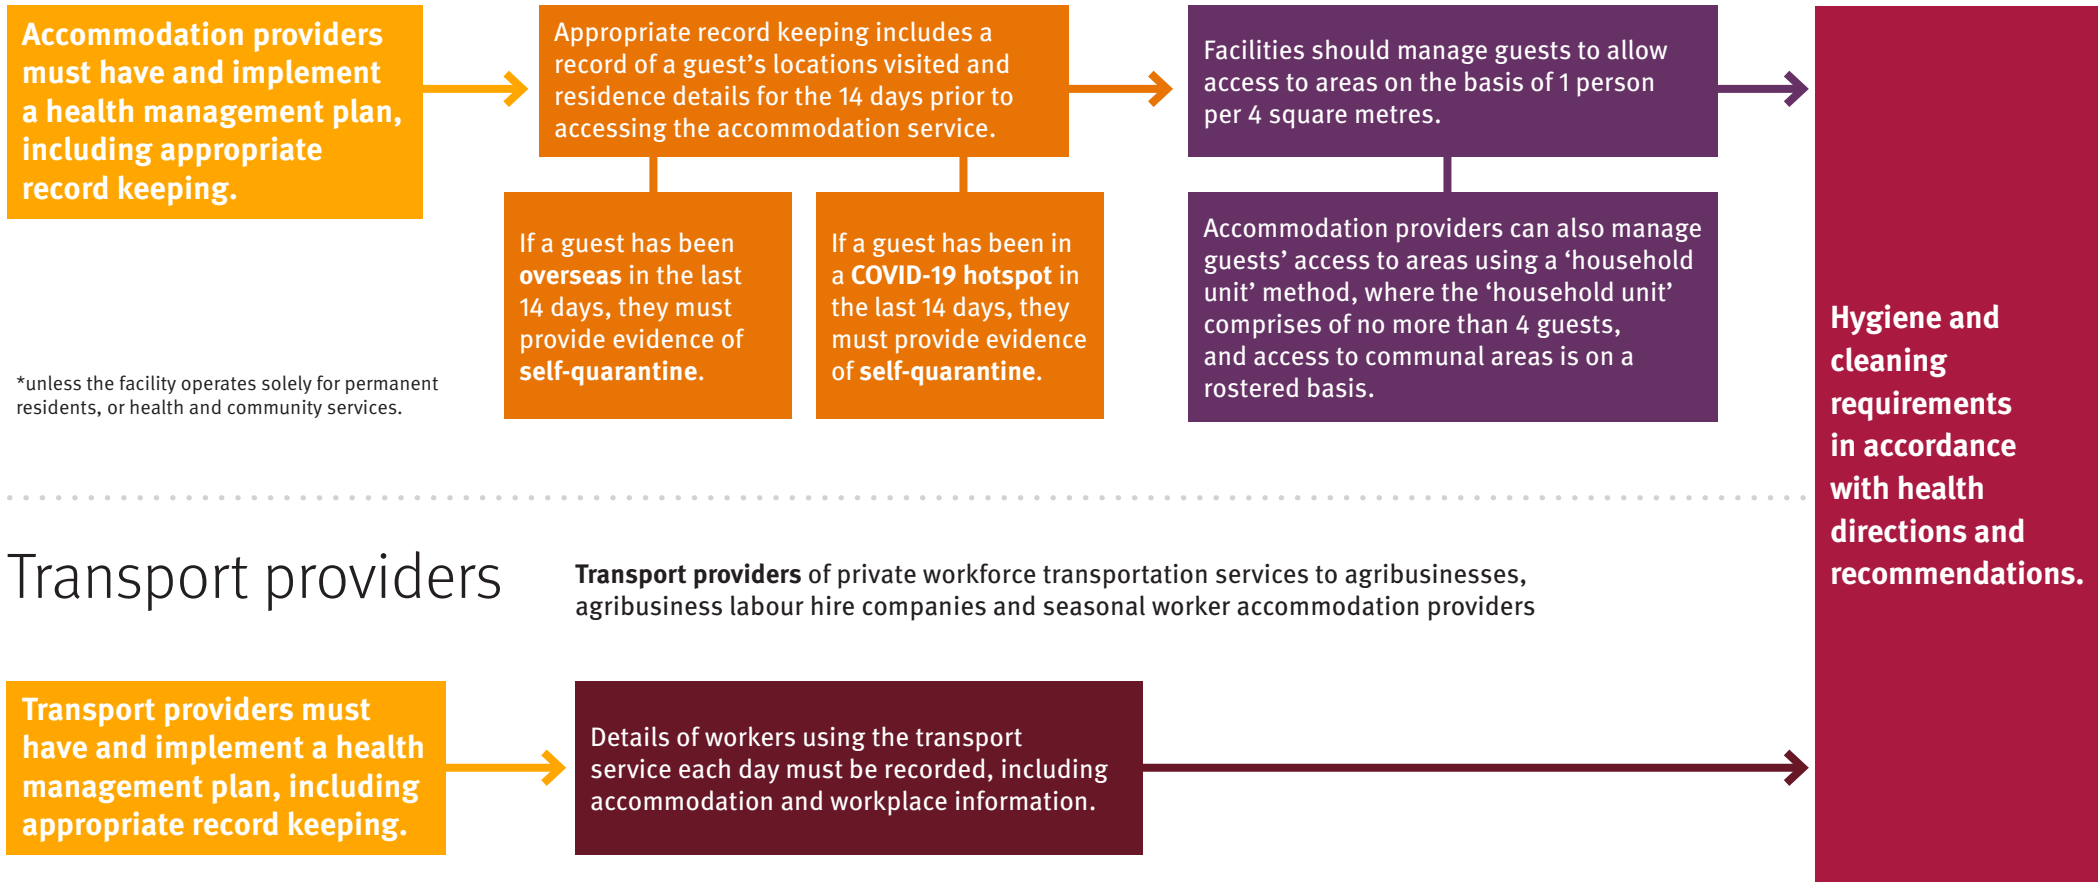 Accommodation providers
must have and implement
a health management plan,
including appropriate
record keeping.
Appropriate record keeping includes a
record of a guest’s locations visited and
residence details for the 14 days prior to
accessing the accommodation service.
If a guest has been
overseas in the last
14 days, they must
provide evidence of
self-quarantine.
If a guest has been in
a COVID-19 hotspot in
the last 14 days, they
must provide evidence
of self-quarantine.
Facilities should manage guests to allow
access to areas on the basis of 1 person
per 4 square metres.
Accommodation providers can also manage
guests’ access to areas using a ‘household
unit’ method, where the ‘household unit’
comprises of no more than 4 guests,
and access to communal areas is on a
rostered basis.
*unless the facility operates solely for permanent
residents, or health and community services.
Hygiene and
cleaning
requirements
in accordance
with health
directions and
recommendations.
Transport providers
Transport providers of private workforce transportation services to agribusinesses,
agribusiness labour hire companies and seasonal worker accommodation providers
Transport providers must
have and implement a health
management plan, including
appropriate record keeping.
Details of workers using the transport
service each day must be recorded, including
accommodation and workplace information.